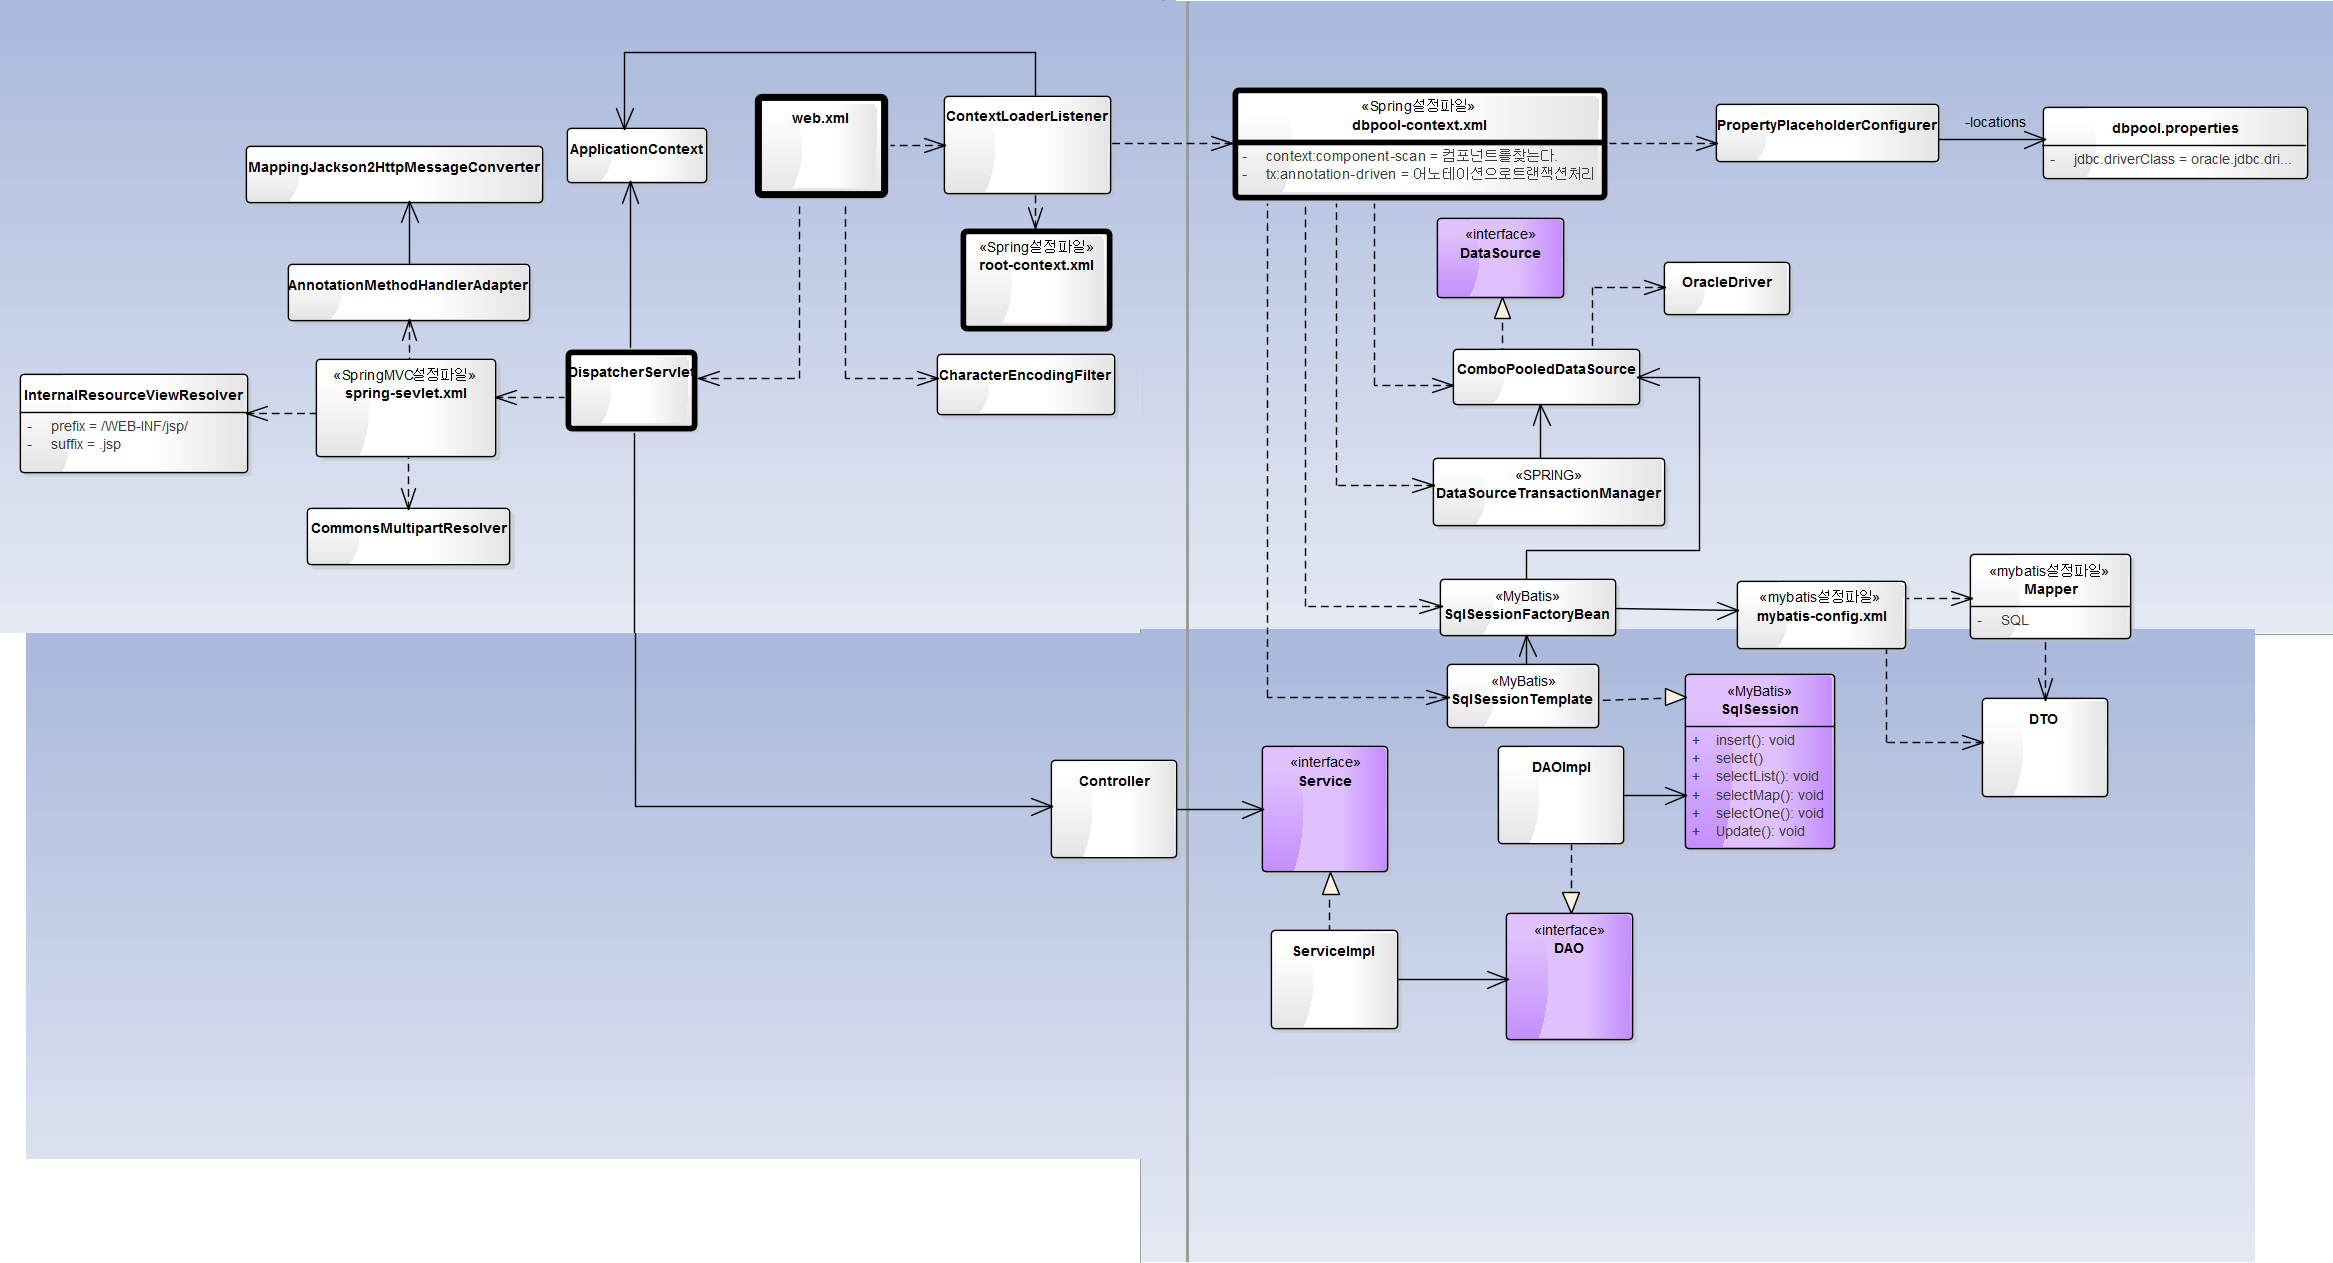 web.xml
ContextLoaderListener
ApplicationContext
MappingJackson2HttpMessageConverter
AnnotationMethodHandlerAdapter
«Spring설정파일»
root-context.xml
DispatcherServlet
CharacterEncodingFilter
«SpringMVC설정파일»
spring-sevlet.xml
InternalResourceViewResolver
- prefix = /WEB-INF/jsp/
- suffix = .jsp
CommonsMultipartResolver
«Spring설정파일»
dbpool-context.xml
- context:component-scan = 컴포넌트를찾는다.
- tx:annotation-driven = 어노테이션으로트랜잭션처리
PropertyPlaceholderConfigurer
-locations
dbpool.properties
- jdbc.driverClass = oracle.jdbc.dri...
«interface»
DataSource
OracleDriver
ComboPooledDataSource
«SPRING»
DataSourceTransactionManager
«MyBatis»
SqlSessionFactoryBean
«mybatis설정파일»
mybatis-config.xml
«mybatis설정파일»
Mapper
- SQL
«MyBatis»
SqlSessionTemplate
«MyBatis»
SqlSession
+ insert(): void
+ select()
+ selectList(): void
+ selectMap(): void
+ selectOne(): void
+ Update(): void
DTO
Controller
«interface»
Service
DAOImpl
ServiceImpl
«interface»
DAO